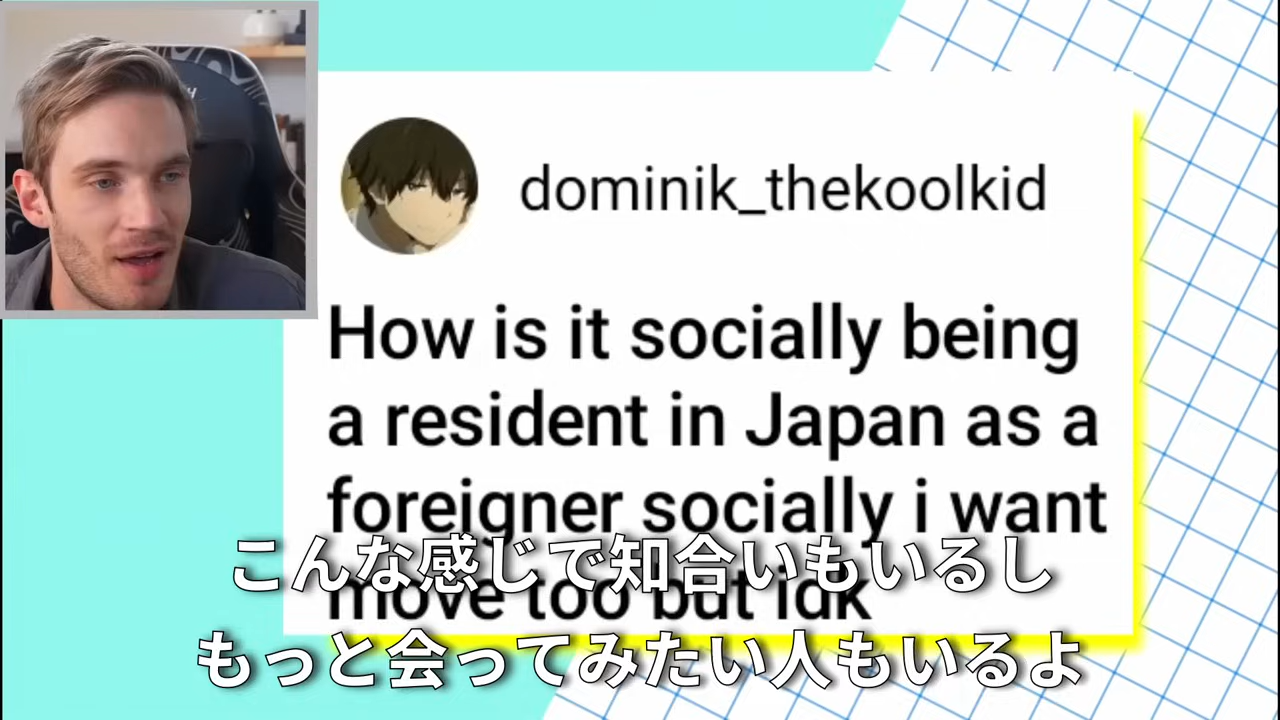 dominik_thekoolkid
How is it socially being
a resident in Japan as a
foreigner socially i want
move too but idk
こんな感じで知合いもいるし
もっと会ってみたい人もいるよ